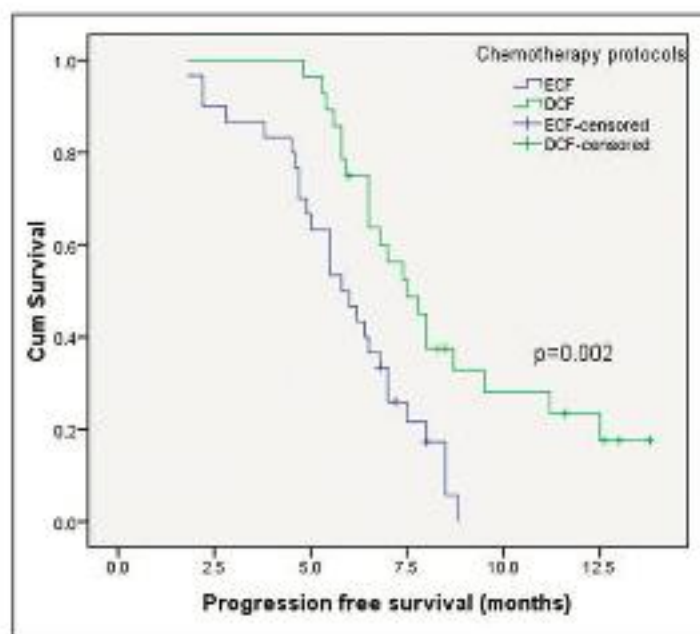 Chemotherapy protocols
ECF
DCF
ECF-censored
DCF-censored
1.0
0.8
0.6
0.4
0.2
0.0
Cum Survival
p=0.002
0.0 2.5 5.0 7.5 10.0 12.5
Progression free survival (months)